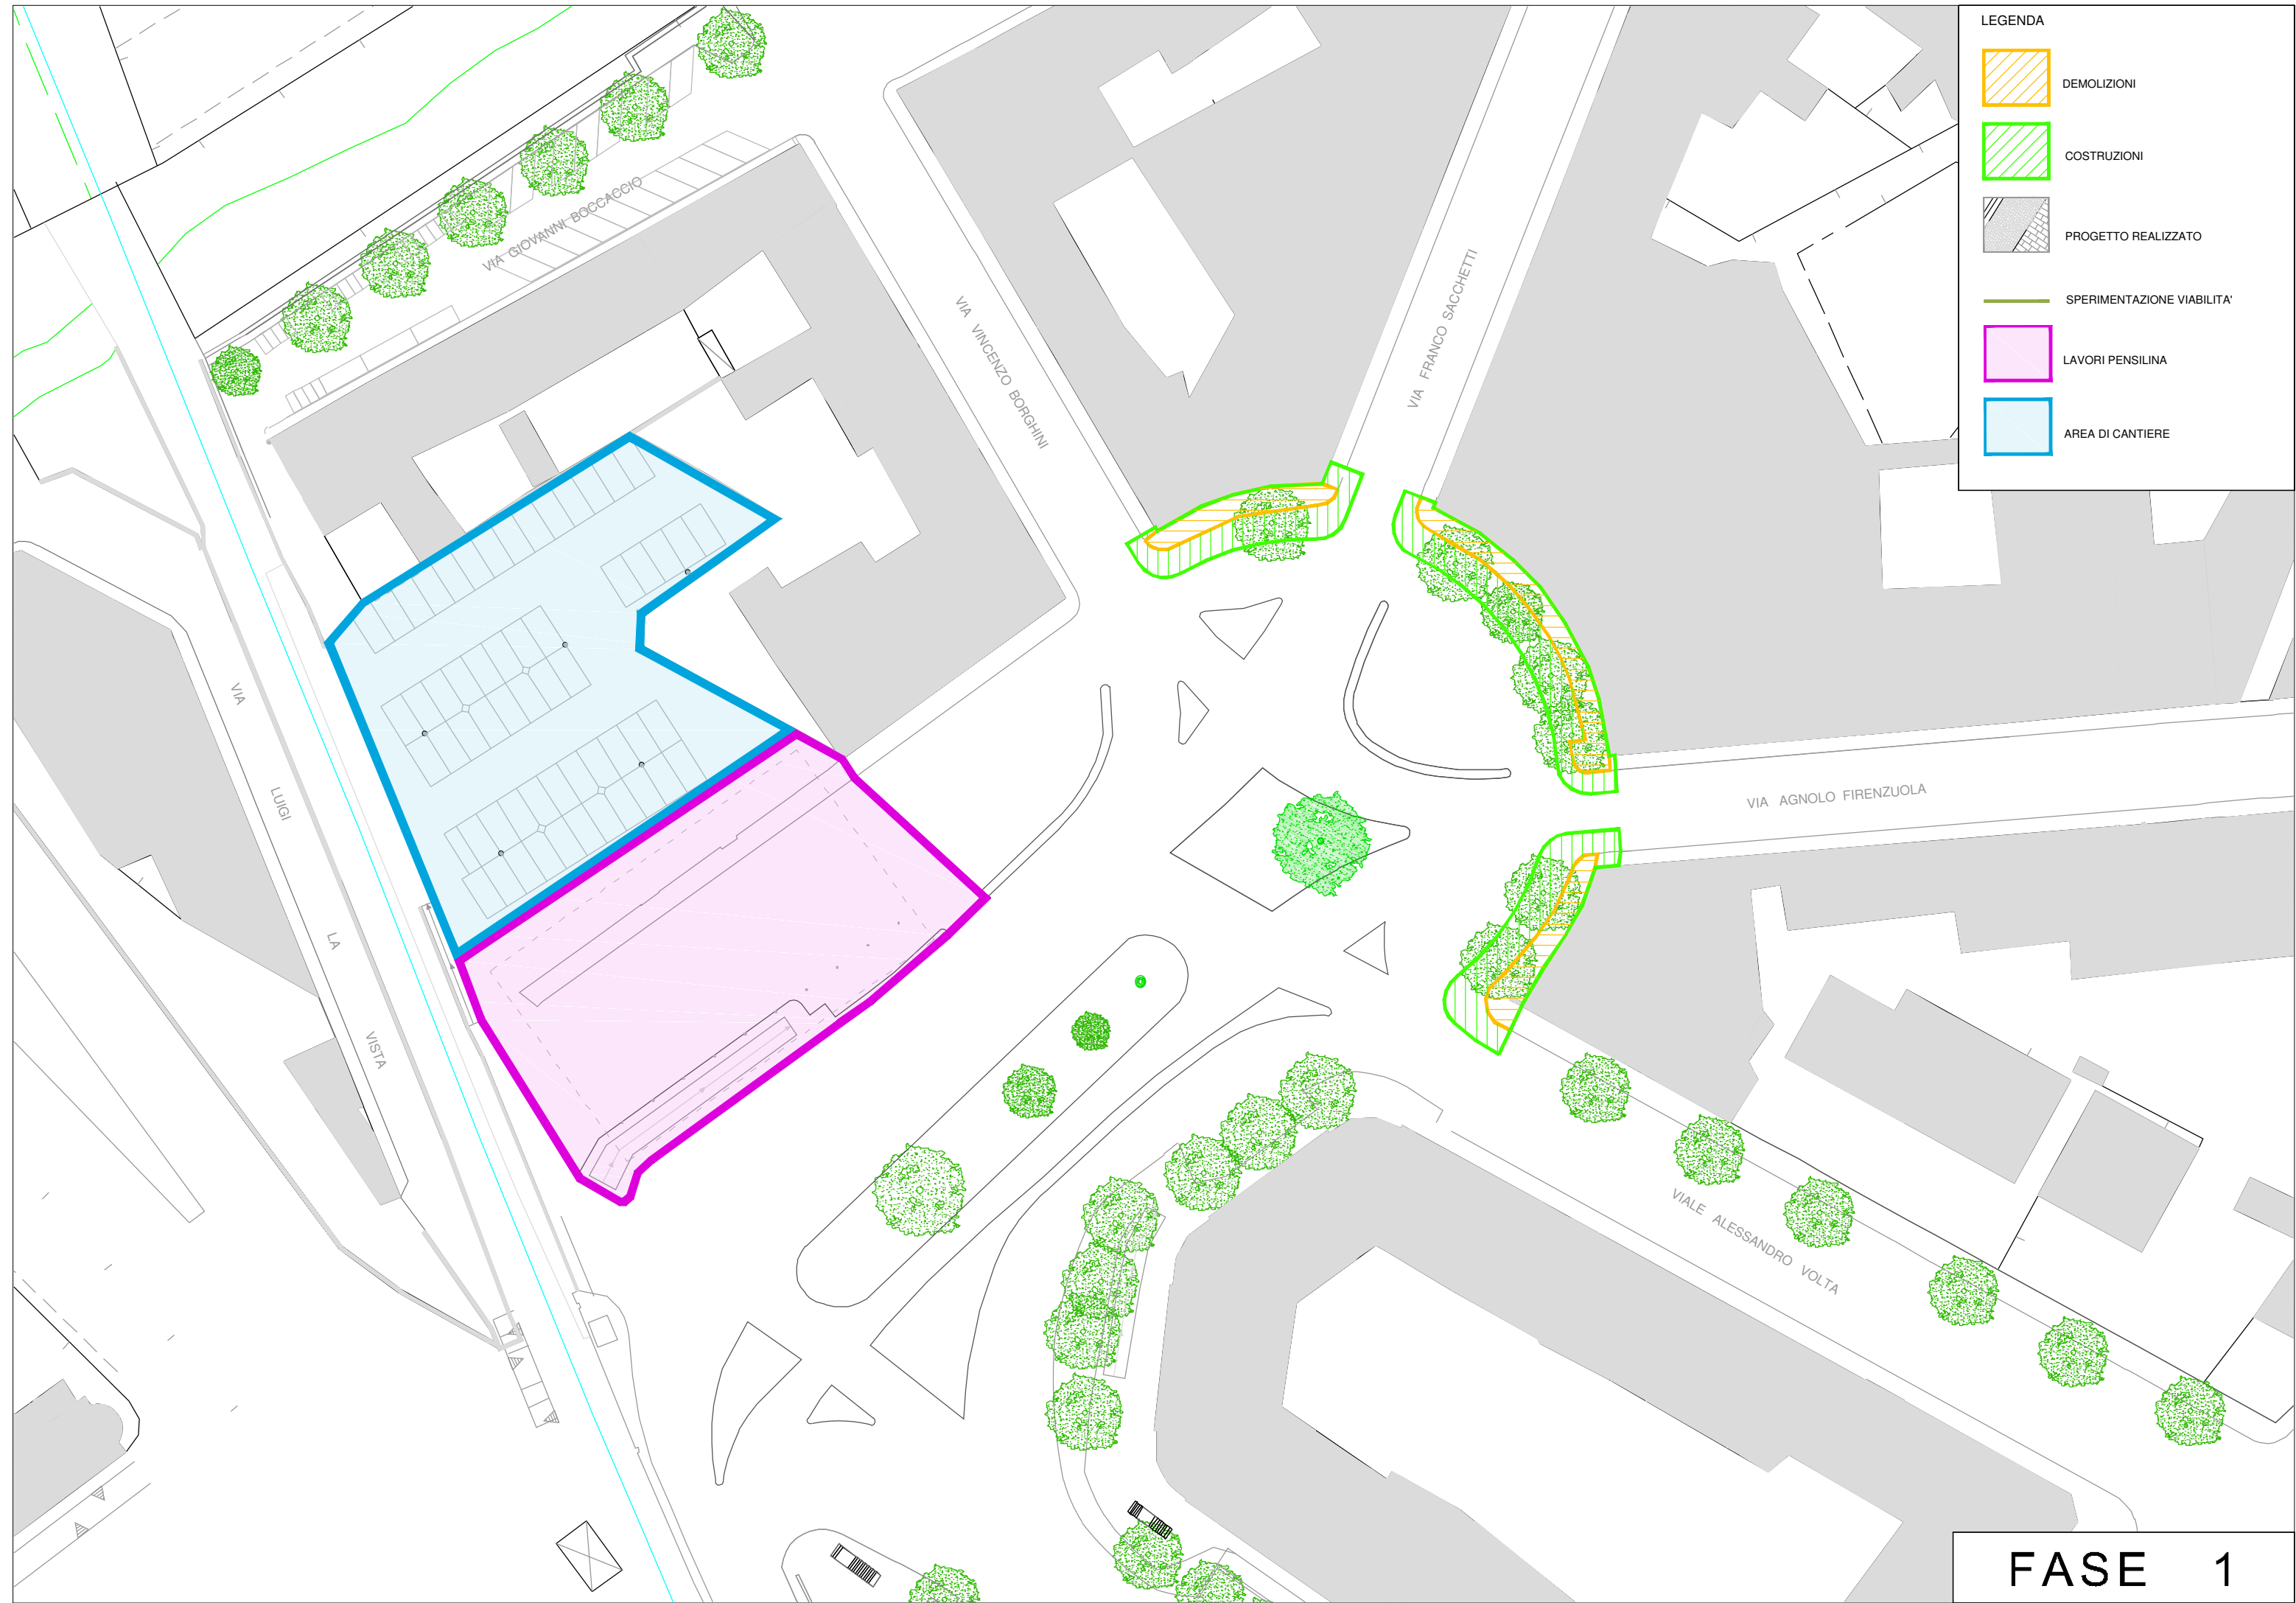 LEGENDA
DEMOLIZIONI
COSTRUZIONI
PROGETTO REALIZZATO
SPERIMENTAZIONE VIABILITA'
LAVORI PENSILINA
AREA DI CANTIERE
VIA GIOVANNI BOCCACCIO
VIA VINCENZO BORGHINI
VIA FRANCO SACCHETTI
VIA AGNOLO FIRENZUOLA
VIA LUIGI LA VISTA
VIALE ALESSANDRO VOLTA
FASE 1